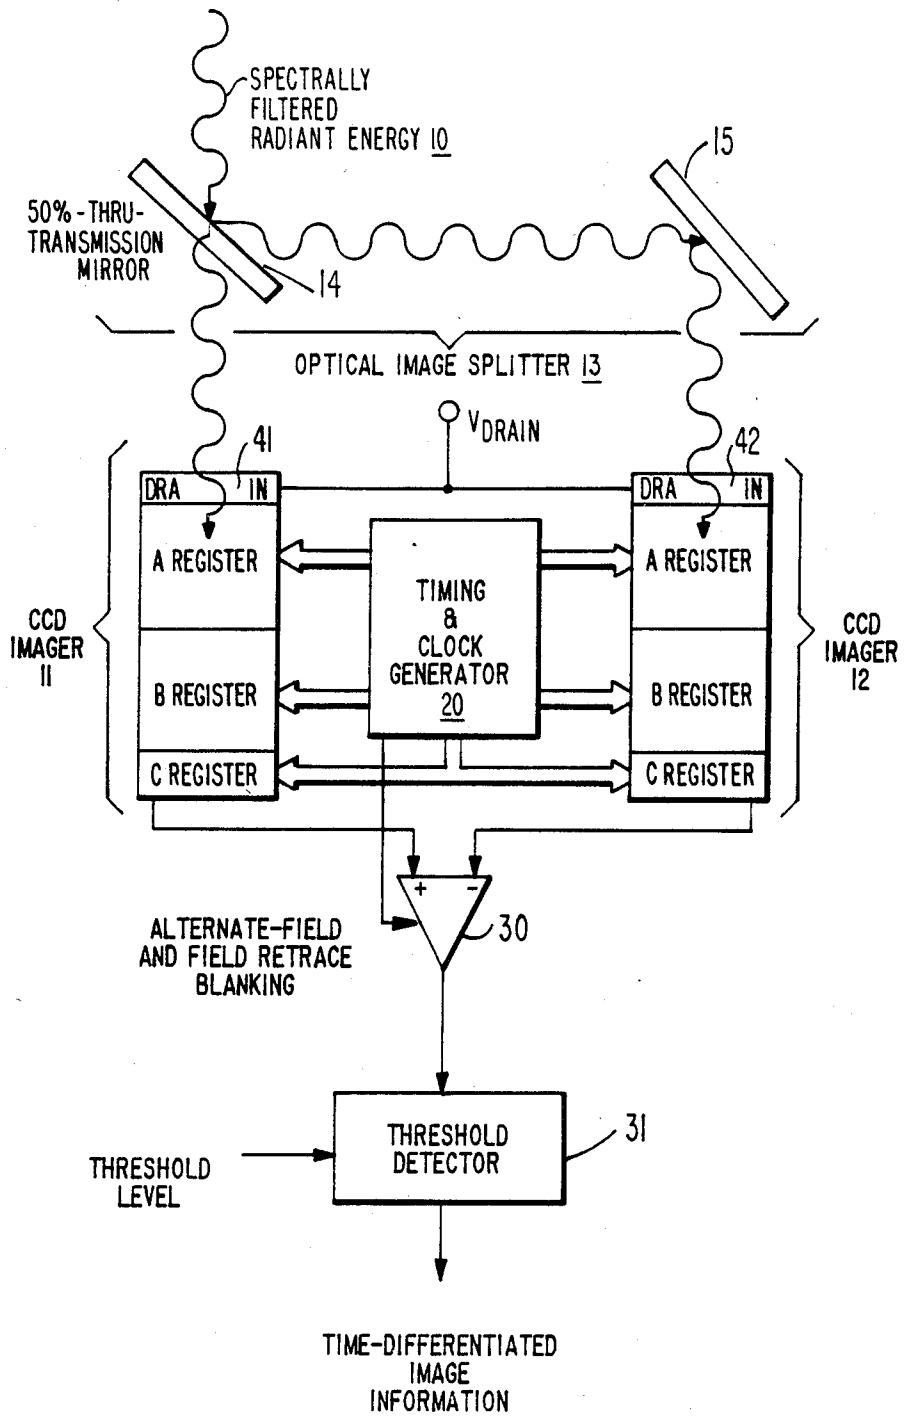 SPECTRALLY
FILTERED
RADIANT ENERGY 10
15
50%-THRU-
TRANSMISSION
MIRROR
14
OPTICAL IMAGE SPLITTER 13
VDRAIN
41
42
DRA IN
DRA IN
A REGISTER
A REGISTER
TIMING
&
CLOCK
GENERATOR
20
CCD
IMAGER
11
CCD
IMAGER
12
B REGISTER
B REGISTER
C REGISTER
C REGISTER
+ -
30
ALTERNATE-FIELD
AND FIELD RETRACE
BLANKING
THRESHOLD
DETECTOR
31
THRESHOLD
LEVEL
TIME-DIFFERENTIATED
IMAGE
INFORMATION